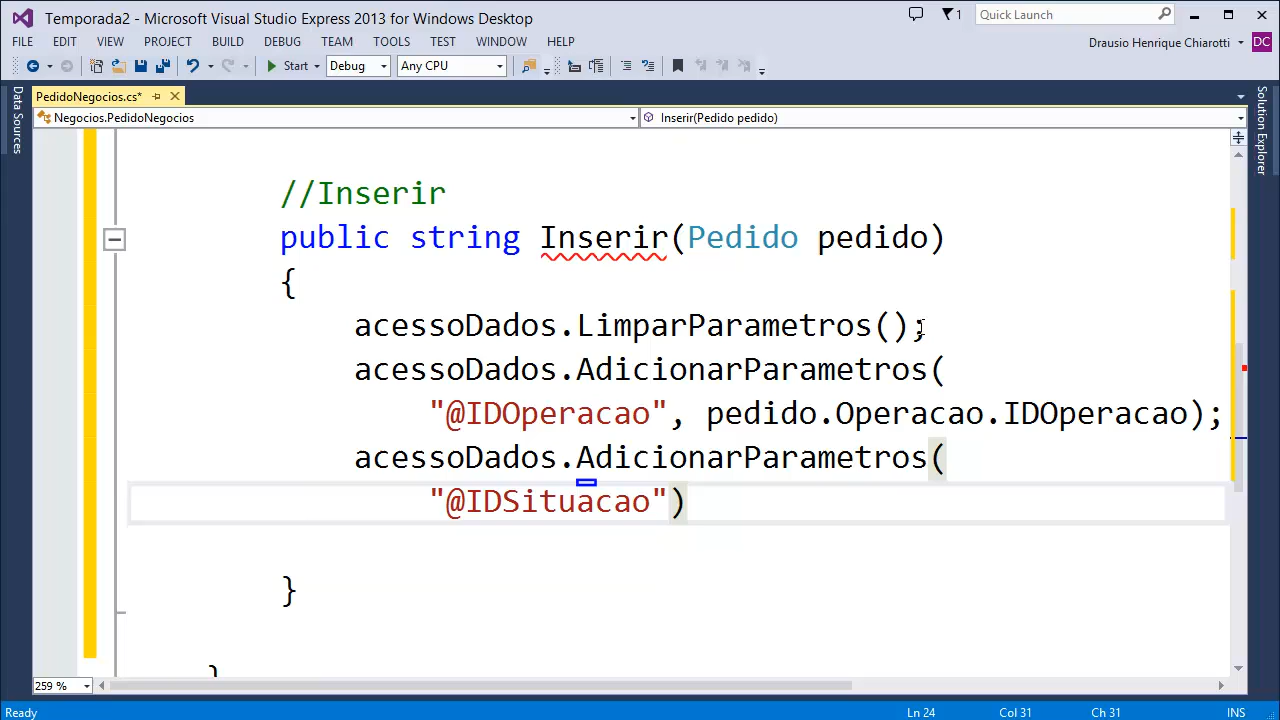 Temporada2 - Microsoft Visual Studio Express 2013 for Windows Desktop
1
Quick Launch
FILE EDIT VIEW PROJECT BUILD DEBUG TEAM TOOLS TEST WINDOW HELP
Drausio Henrique Chiarotti
DC
Start
Debug
Any CPU
Data Sources
PedidoNegocios.cs*
Solution Explorer
Negocios.PedidoNegocios
Inserir(Pedido pedido)
//Inserir
public string Inserir(Pedido pedido)
{
acessoDados.LimparParametros();
acessoDados.AdicionarParametros(
"@IDOperacao", pedido.Operacao.IDOperacao);
acessoDados.AdicionarParametros(
"@IDSituacao")
}
}
259 %
Ready
Ln 24
Col 31
Ch 31
INS